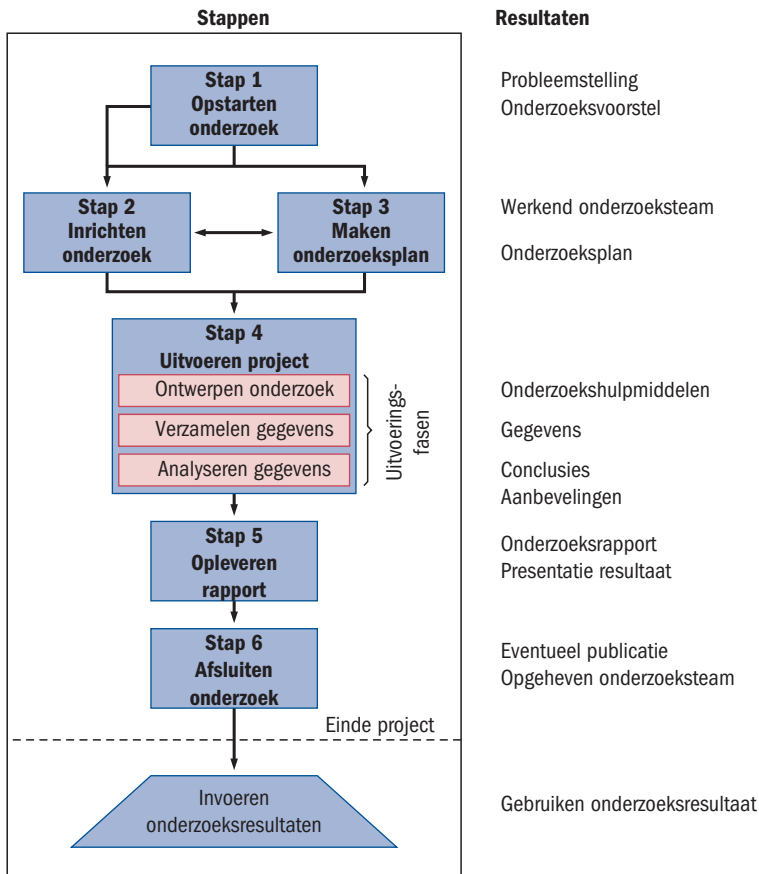 Stappen
Resultaten
Stap 1
Opstarten
onderzoek
Probleemstelling
Onderzoeksvoorstel
Stap 2
Inrichten
onderzoek
Stap 3
Maken
onderzoeksplan
Werkend onderzoeksteam
Onderzoeksplan
Stap 4
Uitvoeren project
Ontwerpen onderzoek
Verzamelen gegevens
Analyseren gegevens
Uitvoerings-
fasen
Onderzoekshulpmiddelen
Gegevens
Conclusies
Aanbevelingen
Stap 5
Opleveren
rapport
Onderzoeksrapport
Presentatie resultaat
Stap 6
Afsluiten
onderzoek
Eventueel publicatie
Opgeheven onderzoeksteam
Einde project
Invoeren
onderzoeksresultaten
Gebruiken onderzoeksresultaat